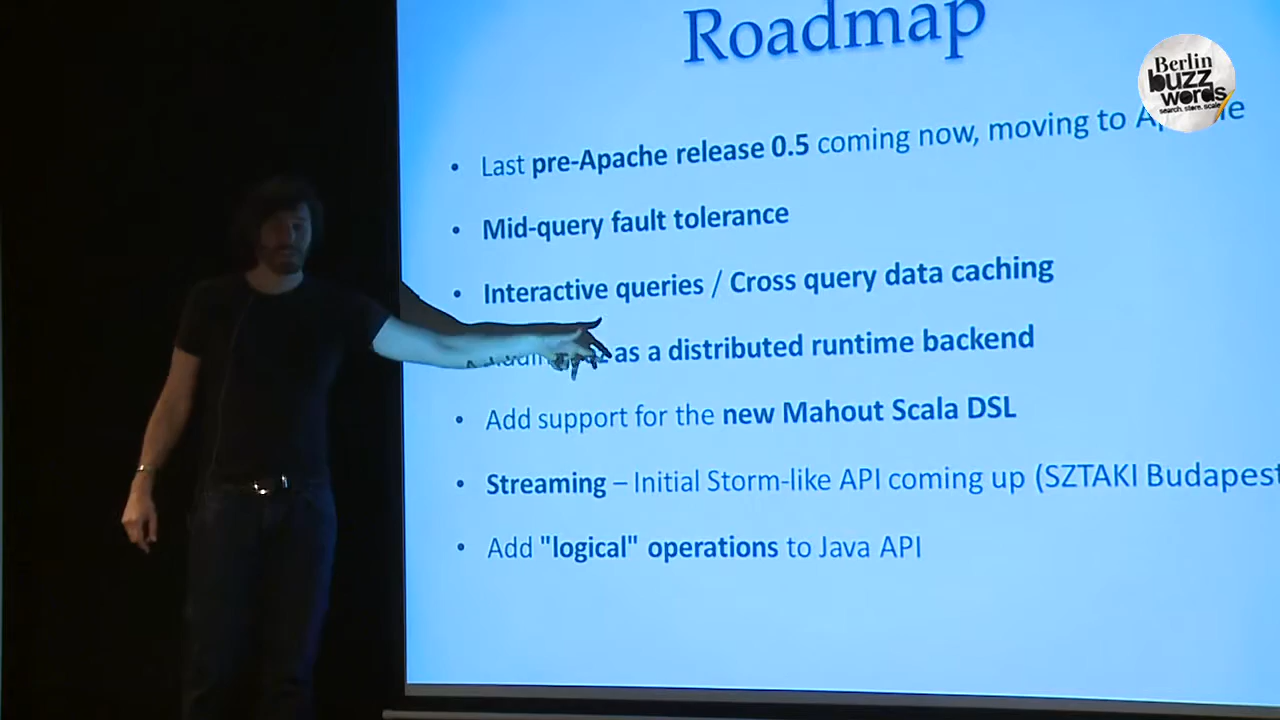 Roadmap
Berlin
buzz
words
search. store. scale
• Last pre-Apache release 0.5 coming now, moving to
• Mid-query fault tolerance
• Interactive queries / Cross query data caching
as a distributed runtime backend
• Add support for the new Mahout Scala DSL
• Streaming – Initial Storm-like API coming up (SZTAKI Budapest
• Add "logical" operations to Java API